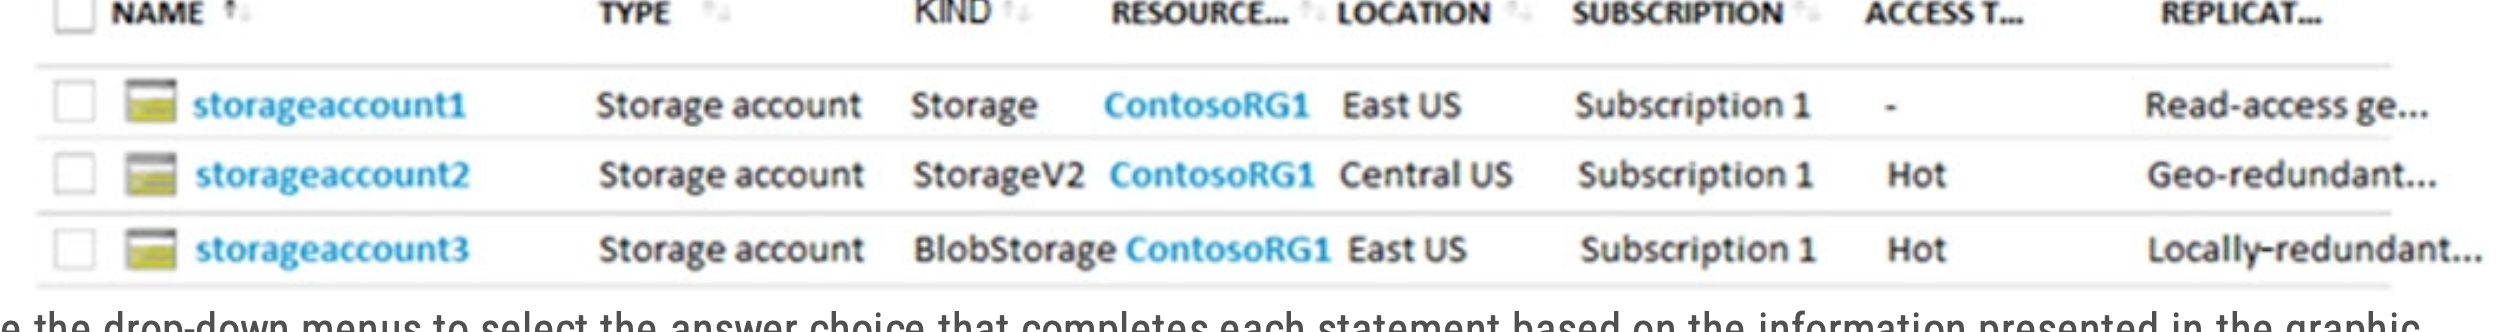 NAME TYPE KIND RESOURCE... LOCATION SUBSCRIPTION ACCESS T... REPLICAT...
storageaccount1 Storage account Storage ContosoRG1 East US Subscription 1 - Read-access ge...
storageaccount2 Storage account StorageV2 ContosoRG1 Central US Subscription 1 Hot Geo-redundant...
storageaccount3 Storage account BlobStorage ContosoRG1 East US Subscription 1 Hot Locally-redundant...
e the drop-down menus to select the answer choice that completes each statement based on the information presented in the graphic